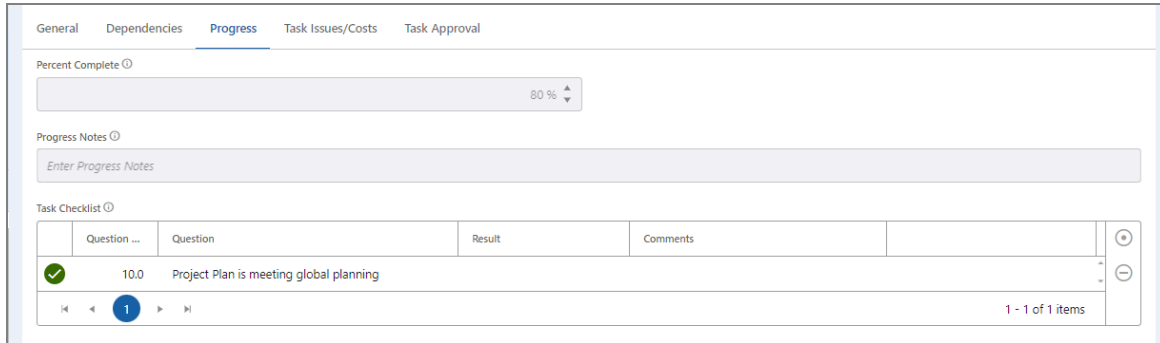 General Dependencies Progress Task Issues/Costs Task Approval
Percent Complete
80 %
Progress Notes
Enter Progress Notes
Task Checklist
Question ... Question Result Comments
10.0 Project Plan is meeting global planning
1 1 - 1 of 1 items